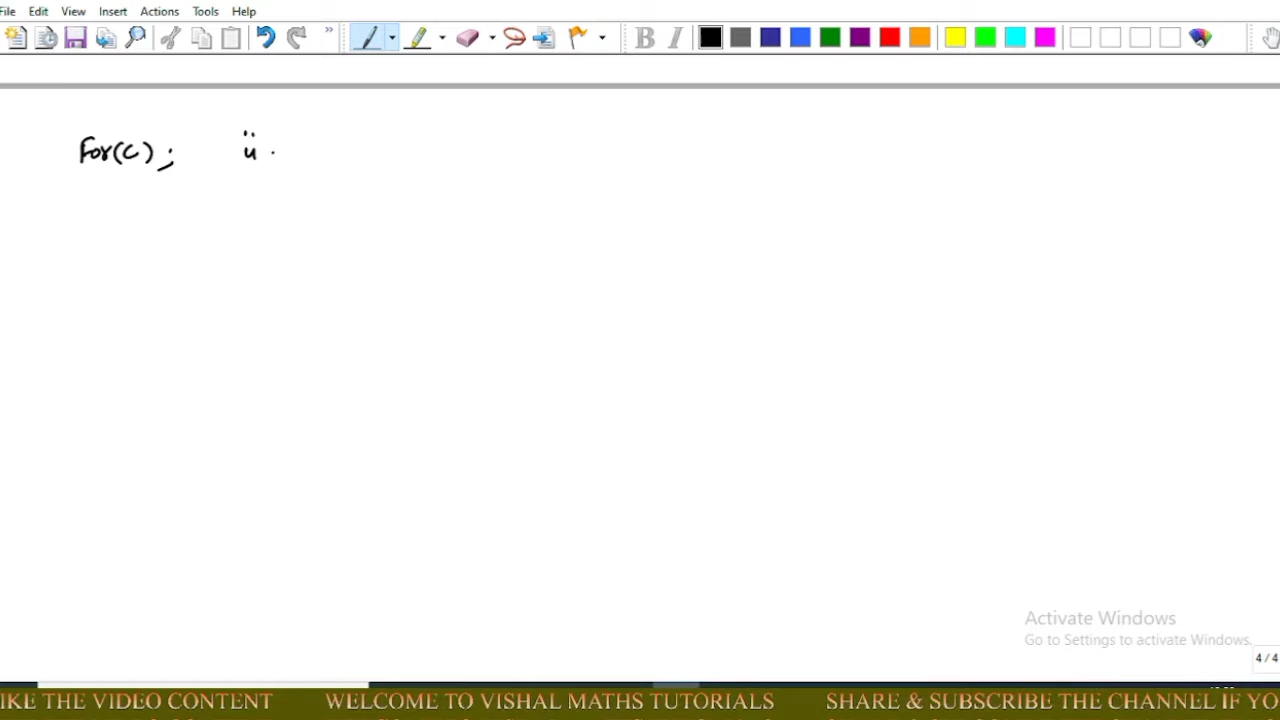 File Edit View Insert Actions Tools Help
» B I
For(c); ü .
Activate Windows
Go to Settings to activate Windows.
4 / 4
IKE THE VIDEO CONTENT WELCOME TO VISHAL MATHS TUTORIALS SHARE & SUBSCRIBE THE CHANNEL IF YO